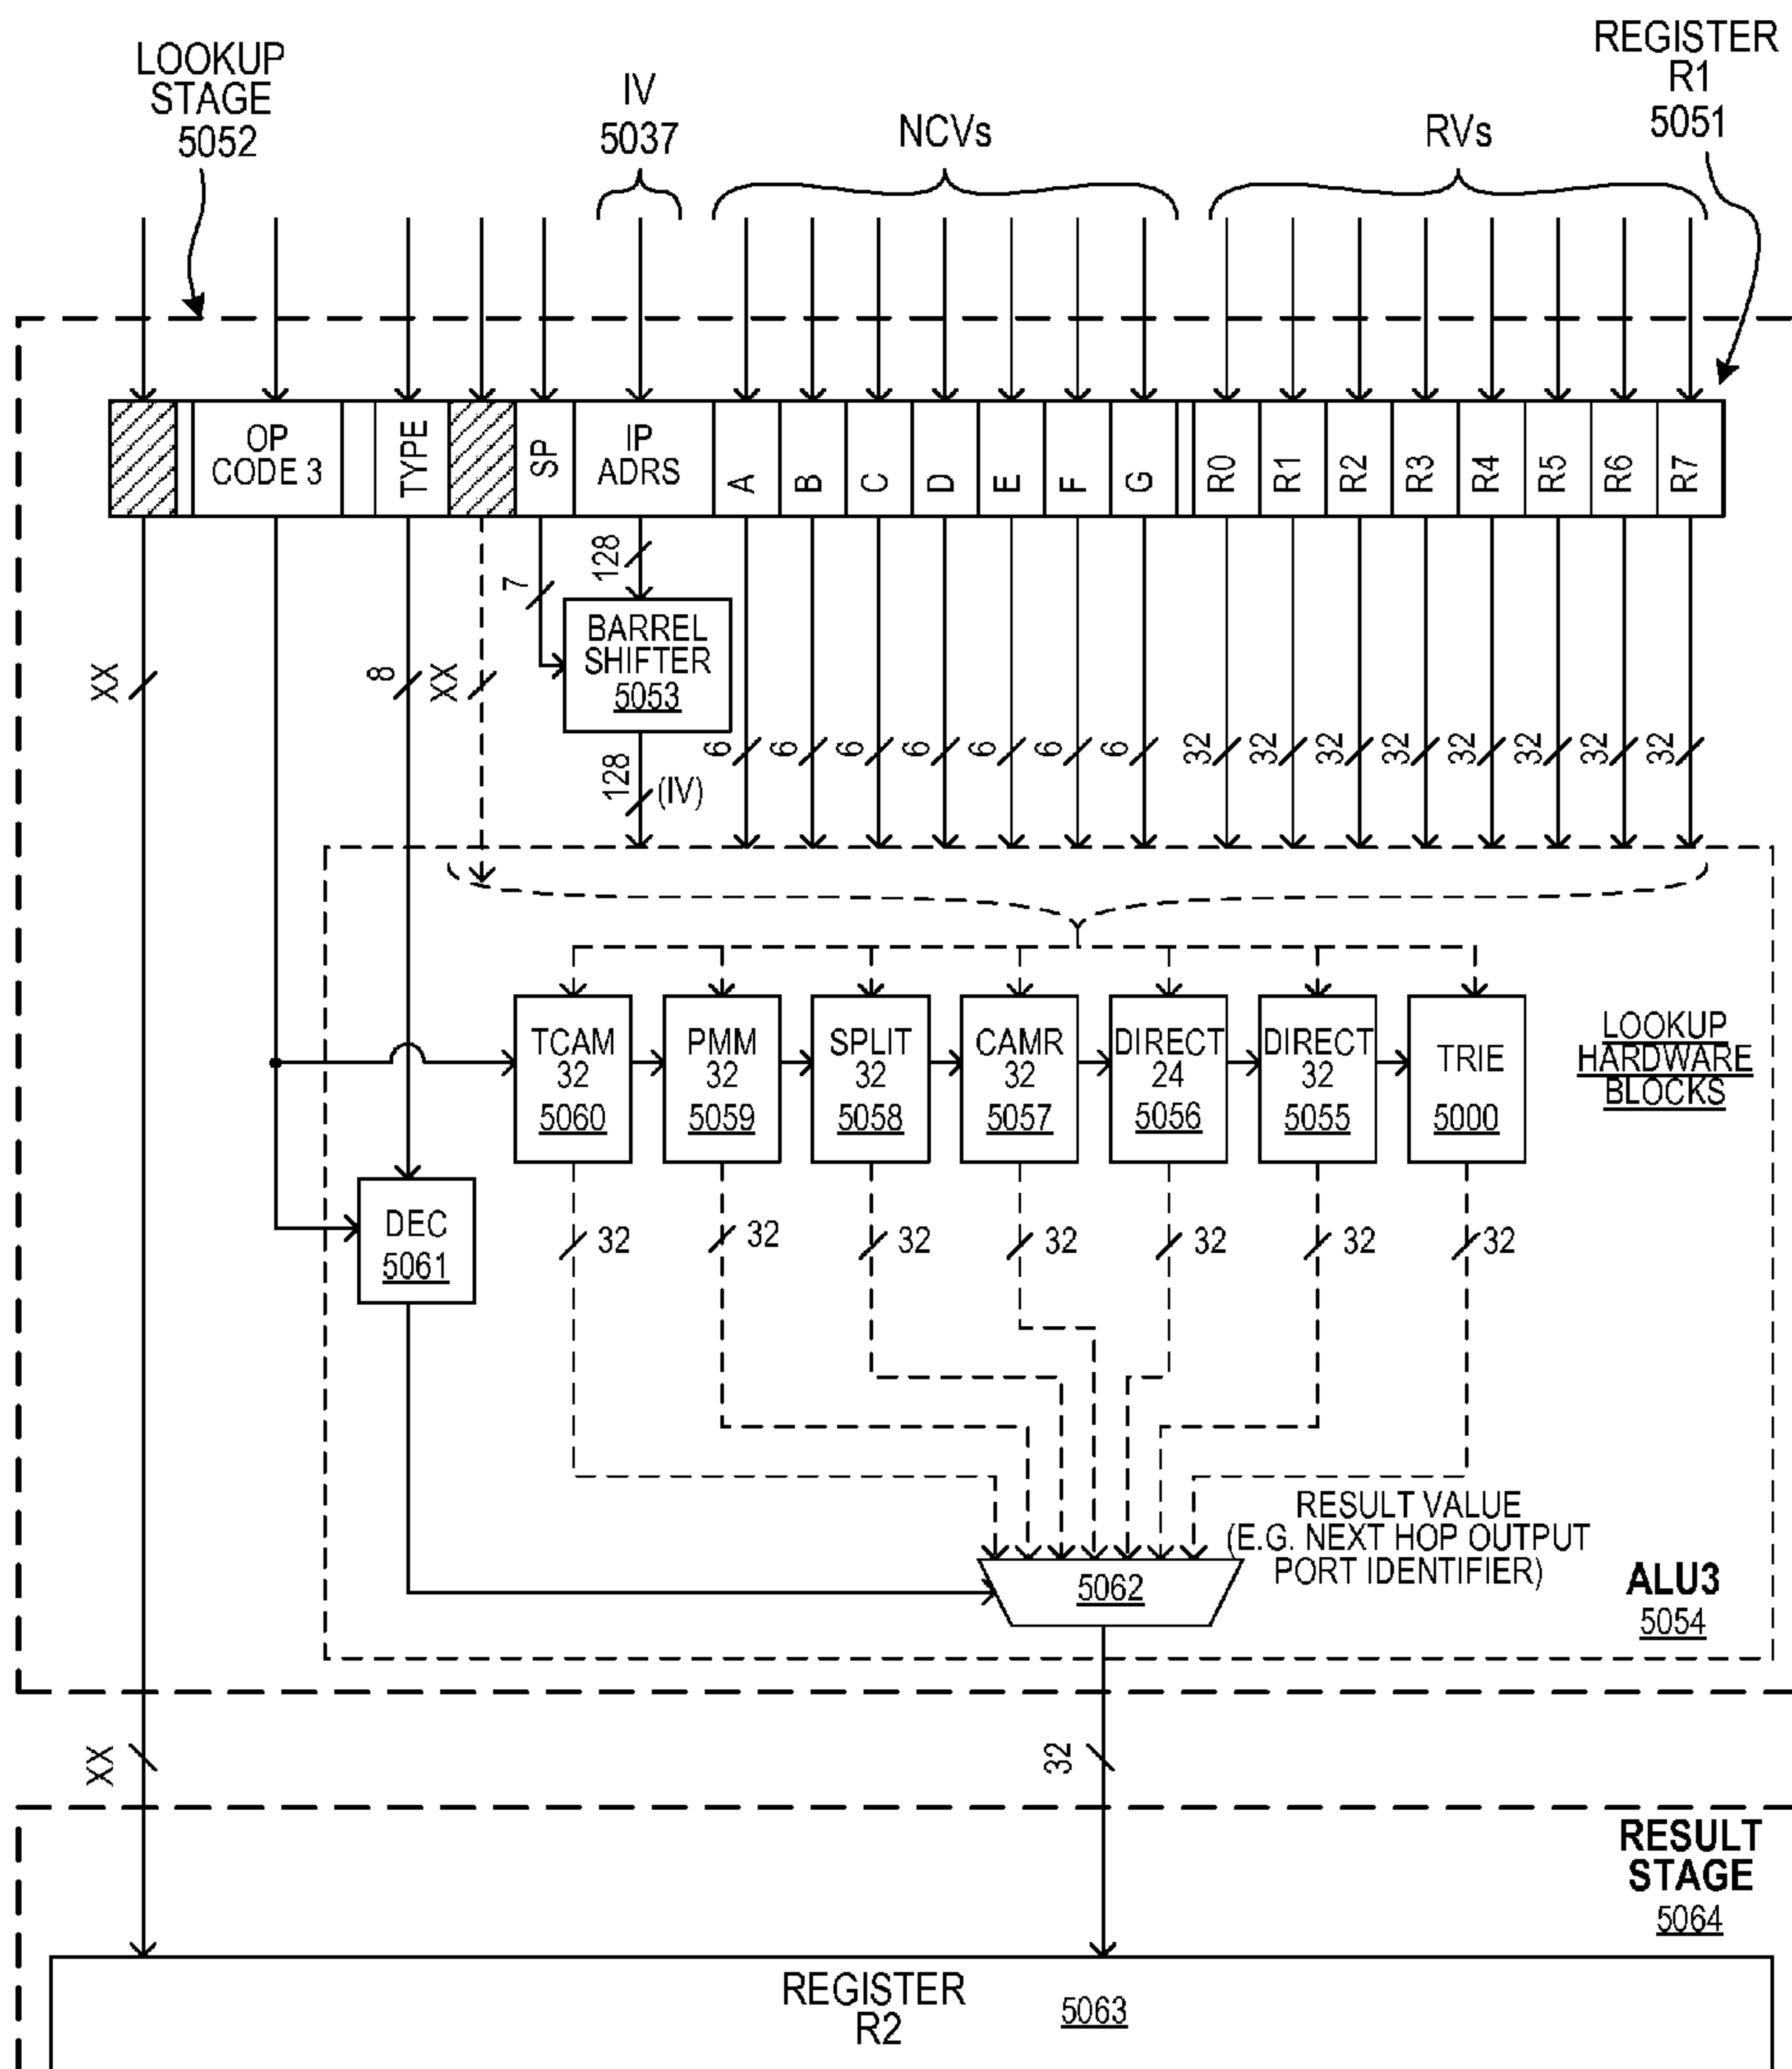 LOOKUP
STAGE
5052
IV
5037
NCVs
RVs
REGISTER
R1
5051
OP
CODE 3
TYPE
SP
IP
ADRS
A
B
C
D
E
F
G
R0
R1
R2
R3
R4
R5
R6
R7
XX
8
XX
7
128
BARREL
SHIFTER
5053
128
(IV)
6
6
6
6
6
6
6
32
32
32
32
32
32
32
32
TCAM
32
5060
PMM
32
5059
SPLIT
32
5058
CAMR
32
5057
DIRECT
24
5056
DIRECT
32
5055
TRIE
5000
LOOKUP
HARDWARE
BLOCKS
DEC
5061
32
32
32
32
32
32
32
RESULT VALUE
(E.G. NEXT HOP OUTPUT
PORT IDENTIFIER)
5062
ALU3
5054
XX
32
RESULT
STAGE
5064
REGISTER
R2
5063